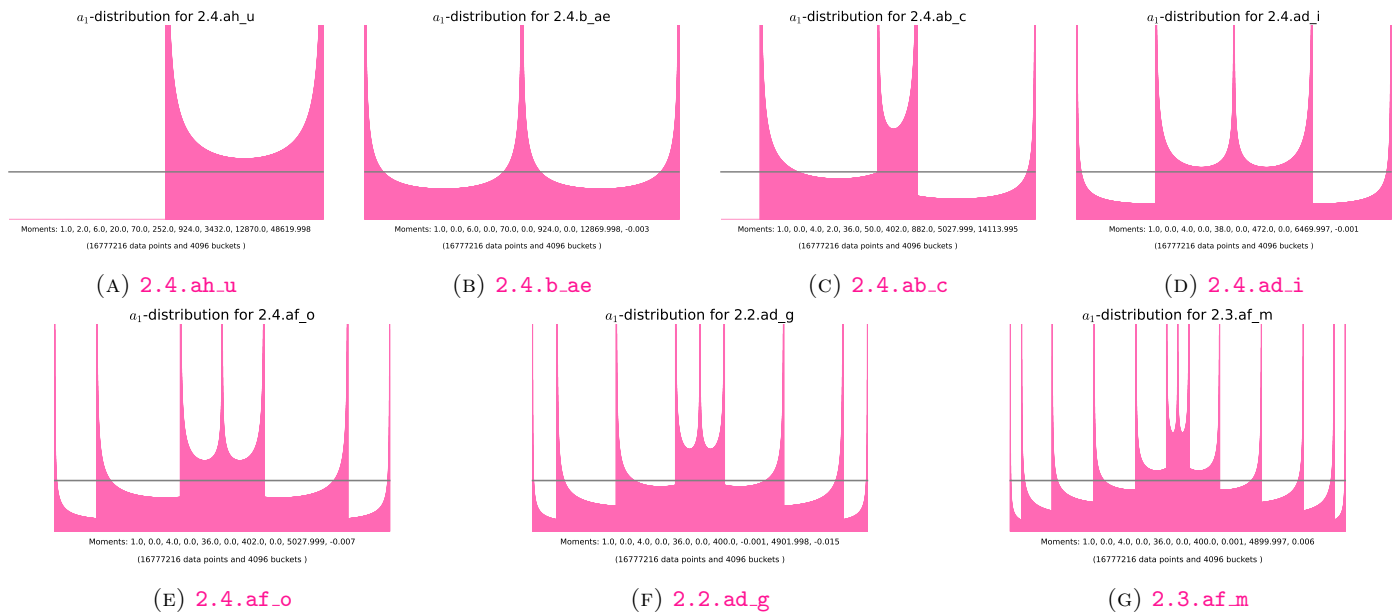 a₁-distribution for 2.4.ah_u
Moments: 1.0, 2.0, 6.0, 20.0, 70.0, 252.0, 924.0, 3432.0, 12870.0, 48619.998
(16777216 data points and 4096 buckets )
(A) 2.4.ah_u
a₁-distribution for 2.4.b_ae
Moments: 1.0, 0.0, 6.0, 0.0, 70.0, 0.0, 924.0, 0.0, 12869.998, -0.003
(16777216 data points and 4096 buckets )
(B) 2.4.b_ae
a₁-distribution for 2.4.ab_c
Moments: 1.0, 0.0, 4.0, 2.0, 36.0, 50.0, 402.0, 882.0, 5027.999, 14113.995
(16777216 data points and 4096 buckets )
(C) 2.4.ab_c
a₁-distribution for 2.4.ad_i
Moments: 1.0, 0.0, 4.0, 0.0, 38.0, 0.0, 472.0, 0.0, 6469.997, -0.001
(16777216 data points and 4096 buckets )
(D) 2.4.ad_i
a₁-distribution for 2.4.af_o
Moments: 1.0, 0.0, 4.0, 0.0, 36.0, 0.0, 402.0, 0.0, 5027.999, -0.007
(16777216 data points and 4096 buckets )
(E) 2.4.af_o
a₁-distribution for 2.2.ad_g
Moments: 1.0, 0.0, 4.0, 0.0, 36.0, 0.0, 400.0, -0.001, 4901.998, -0.015
(16777216 data points and 4096 buckets )
(F) 2.2.ad_g
a₁-distribution for 2.3.af_m
Moments: 1.0, 0.0, 4.0, 0.0, 36.0, 0.0, 400.0, 0.001, 4899.997, 0.006
(16777216 data points and 4096 buckets )
(G) 2.3.af_m